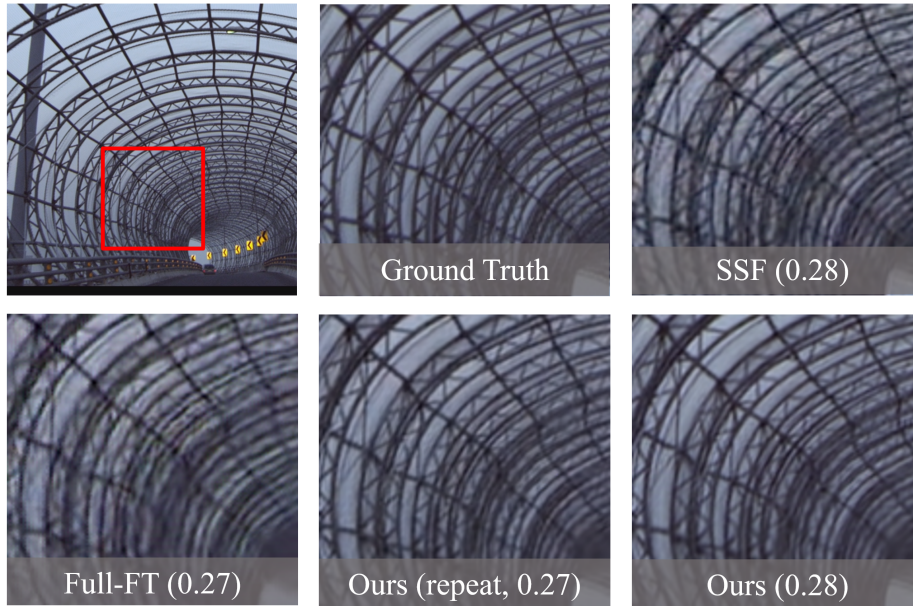 Ground Truth
SSF (0.28)
Full-FT (0.27)
Ours (repeat, 0.27)
Ours (0.28)